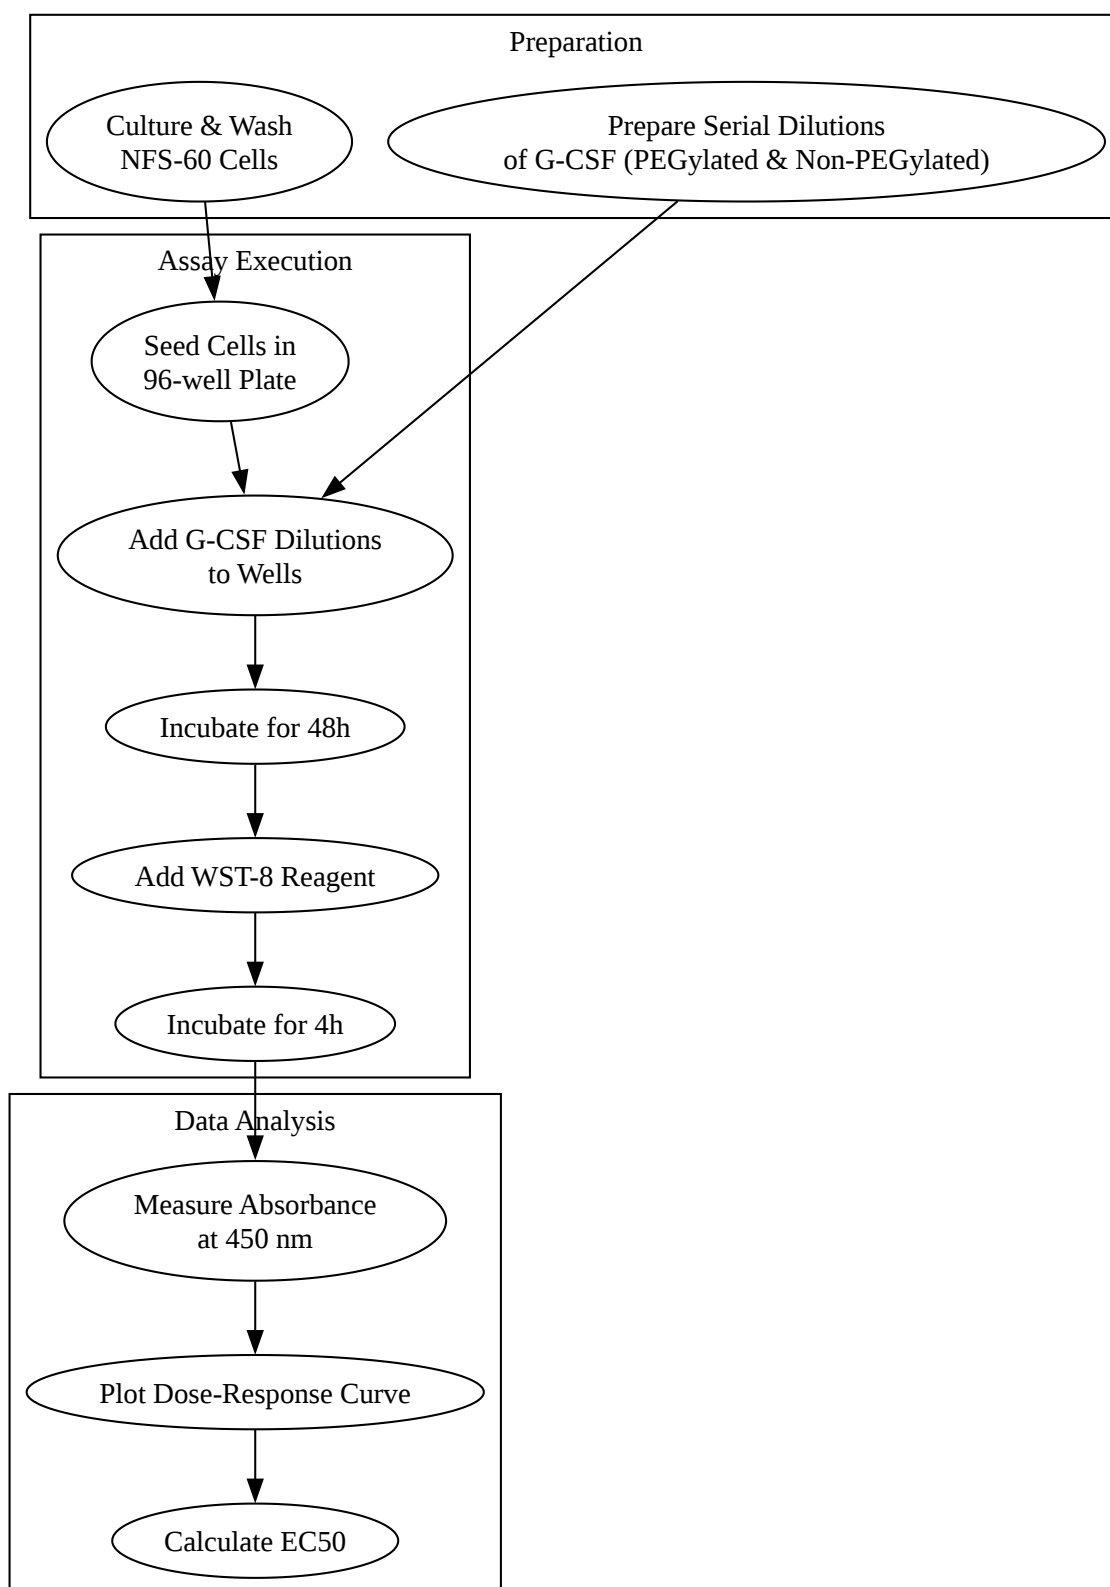 Preparation
Culture & Wash
NFS-60 Cells
Prepare Serial Dilutions
of G-CSF (PEGylated & Non-PEGylated)
Assay Execution
Seed Cells in
96-well Plate
Add G-CSF Dilutions
to Wells
Incubate for 48h
Add WST-8 Reagent
Incubate for 4h
Data Analysis
Measure Absorbance
at 450 nm
Plot Dose-Response Curve
Calculate EC50